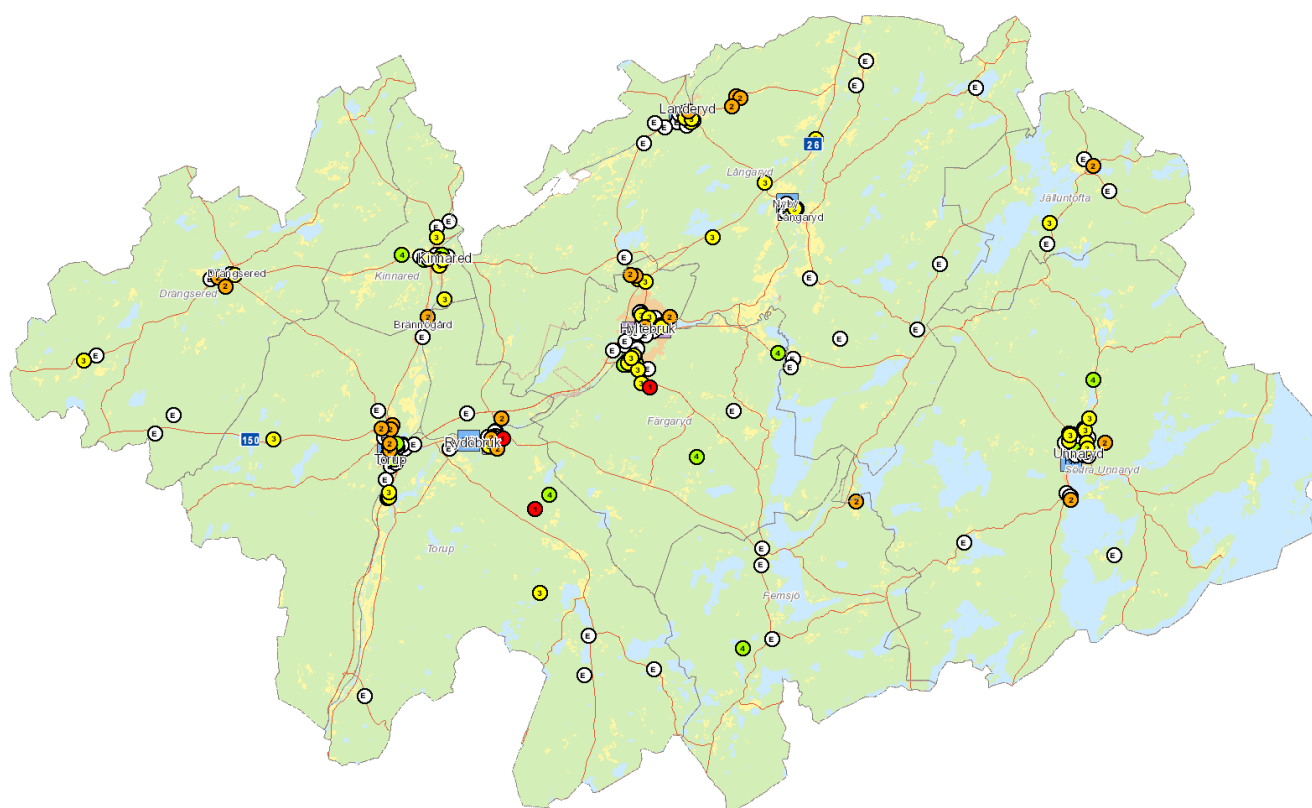 Landeryd
26
Långaryd
Nyby
Långaryd
Jälluntofta
Kinnared
Kinnared
Drängsered
Drängsered
Brännögård
Hyltebruk
Färgaryd
150
Rydöbruk
Torup
Unnaryd
Södra Unnaryd
Torup
Femsjö